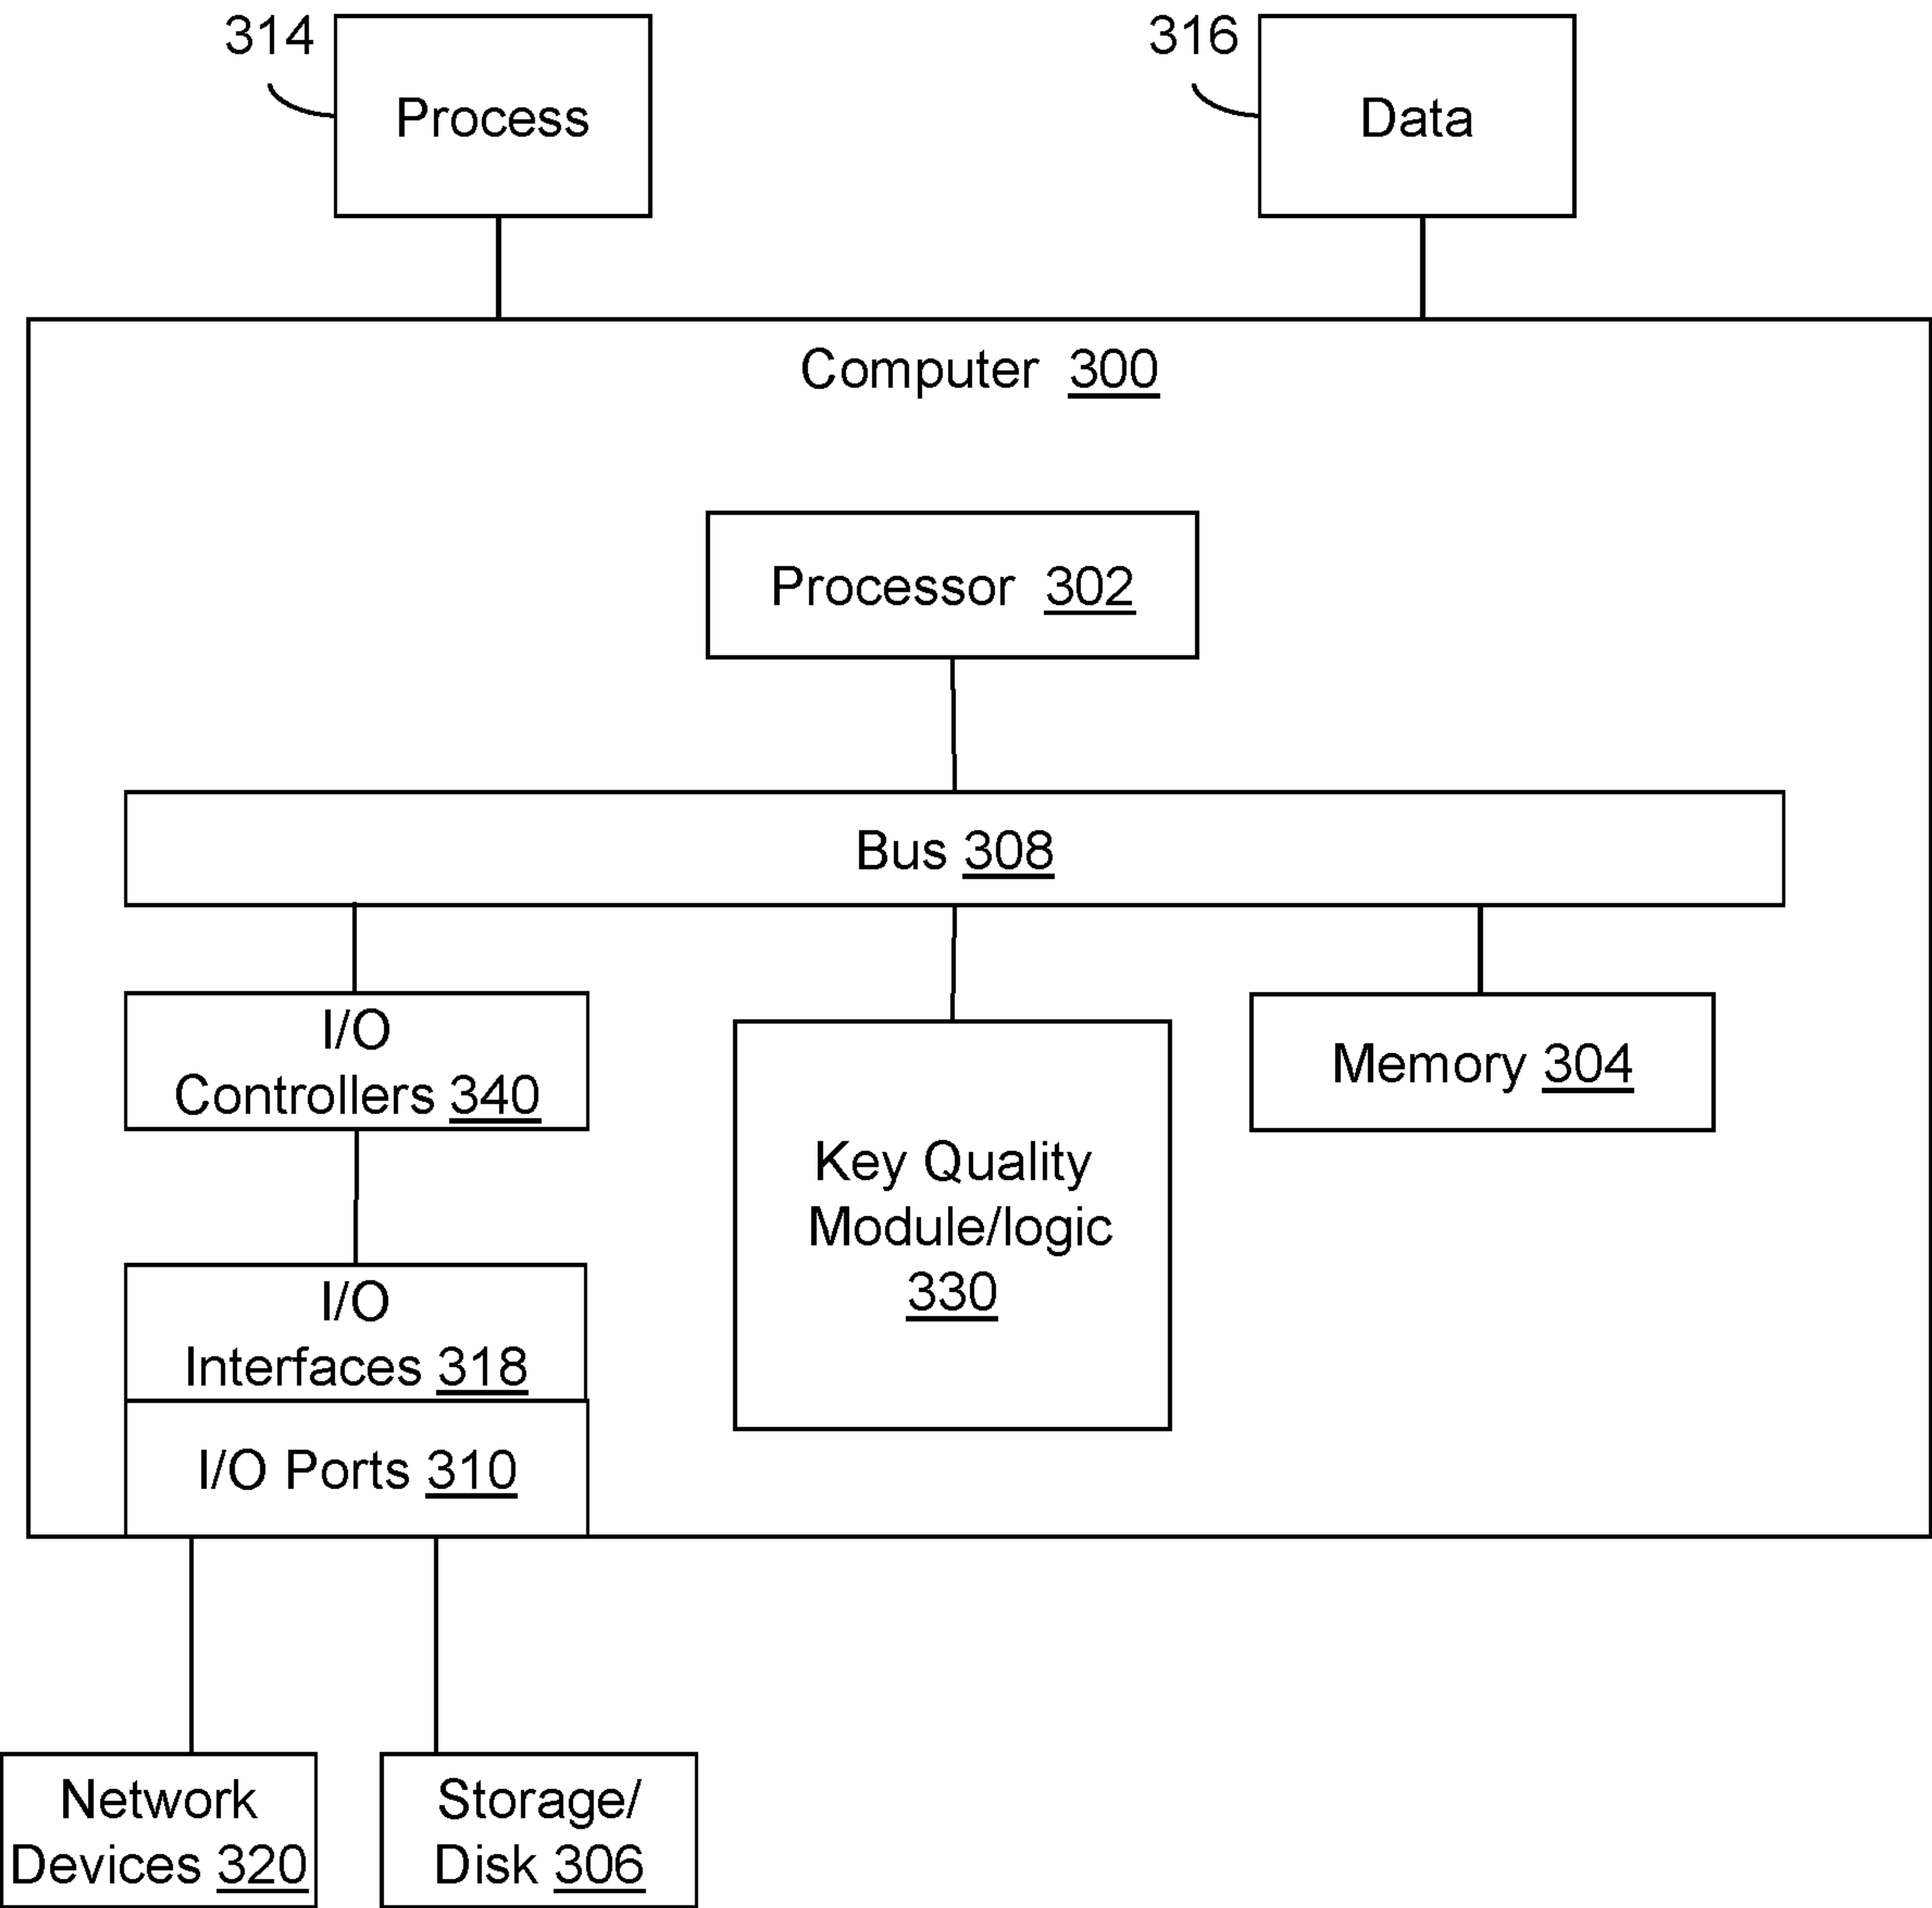 314
Process
316
Data
Computer 300
Processor 302
Bus 308
I/O
Controllers 340
Key Quality
Module/logic
330
Memory 304
I/O
Interfaces 318
I/O Ports 310
Network
Devices 320
Storage/
Disk 306